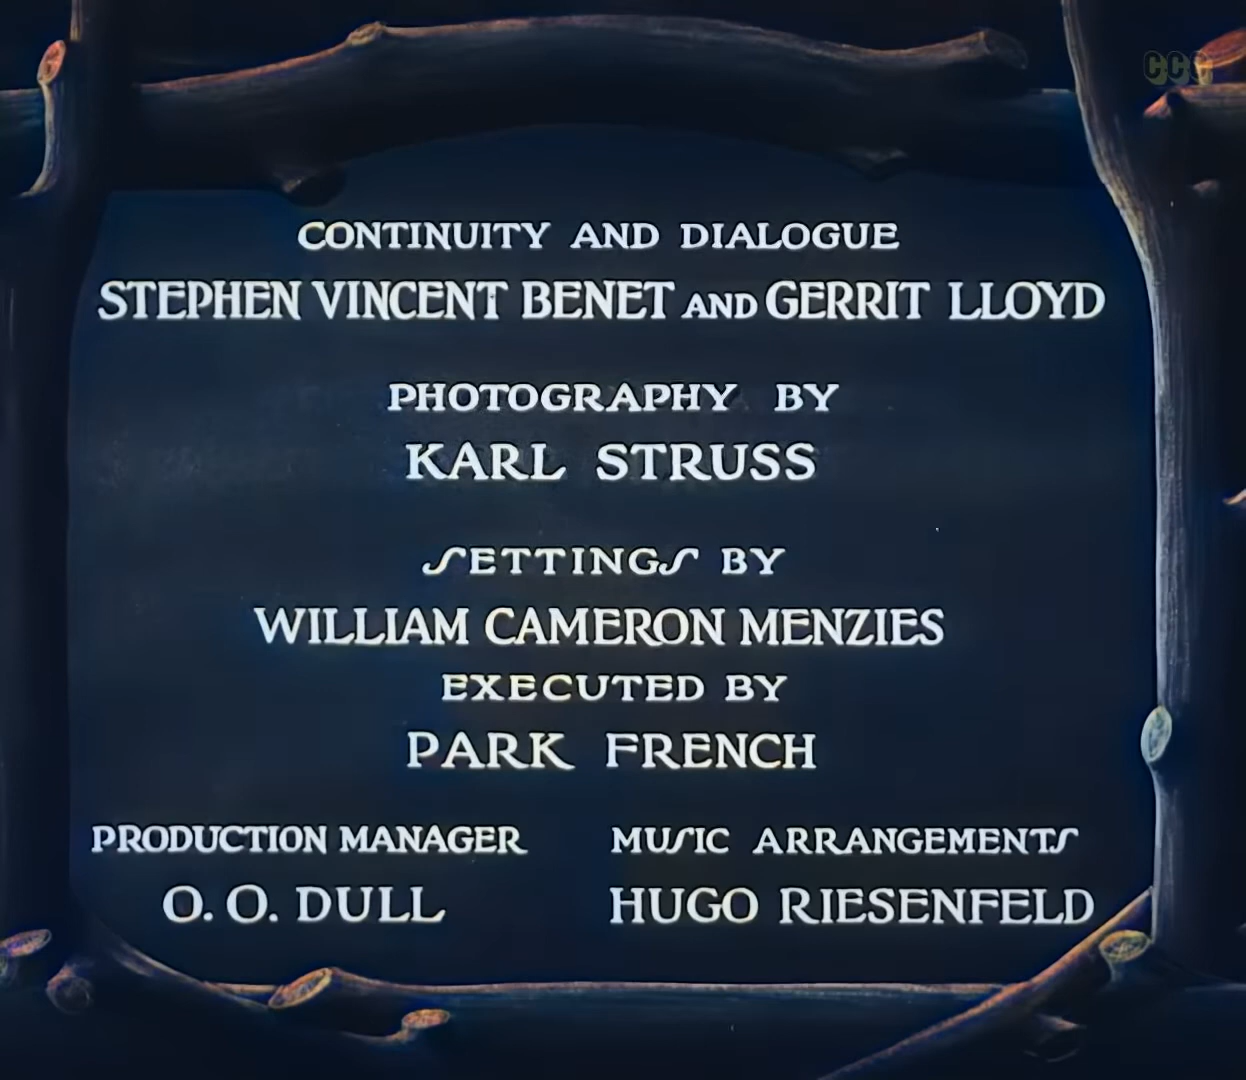 CCC
CONTINUITY AND DIALOGUE
STEPHEN VINCENT BENET AND GERRIT LLOYD
PHOTOGRAPHY BY
KARL STRUSS
SETTINGS BY
WILLIAM CAMERON MENZIES
EXECUTED BY
PARK FRENCH
PRODUCTION MANAGER
MUSIC ARRANGEMENTS
O. O. DULL
HUGO RIESENFELD